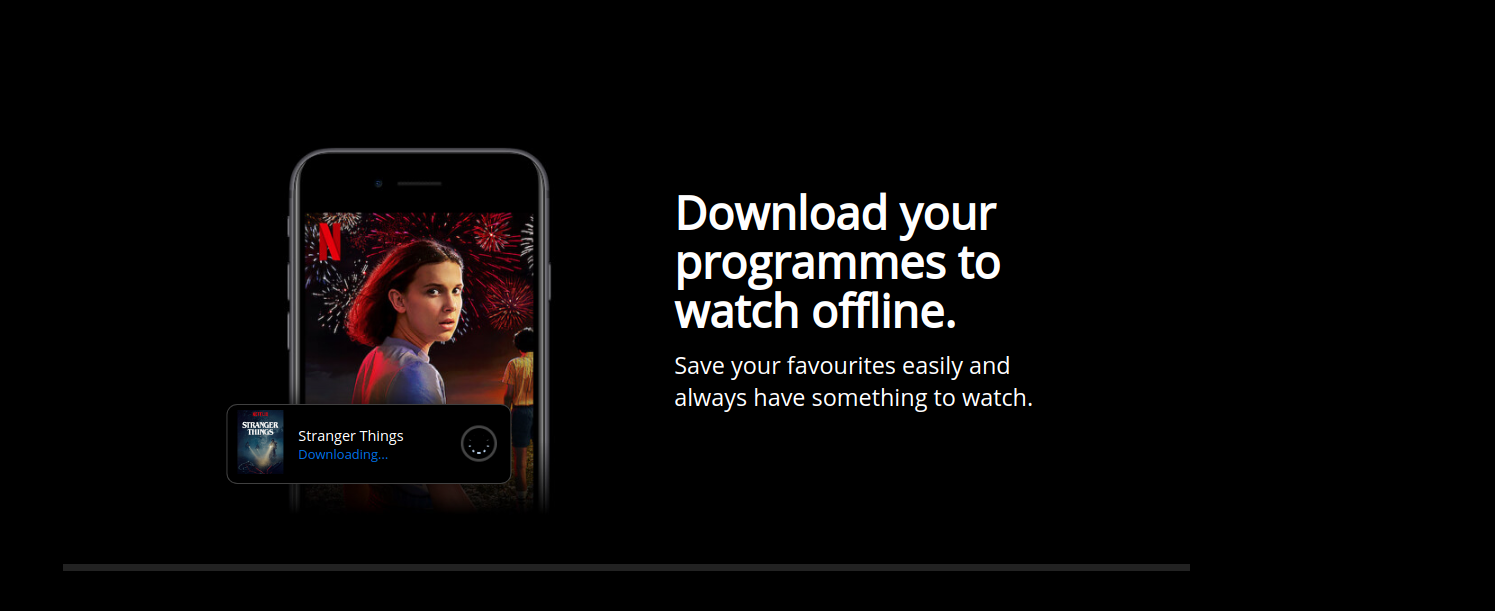 N
Download your
programmes to
watch offline.
Save your favourites easily and
always have something to watch.
STRANGER
THINGS
Stranger Things
Downloading...